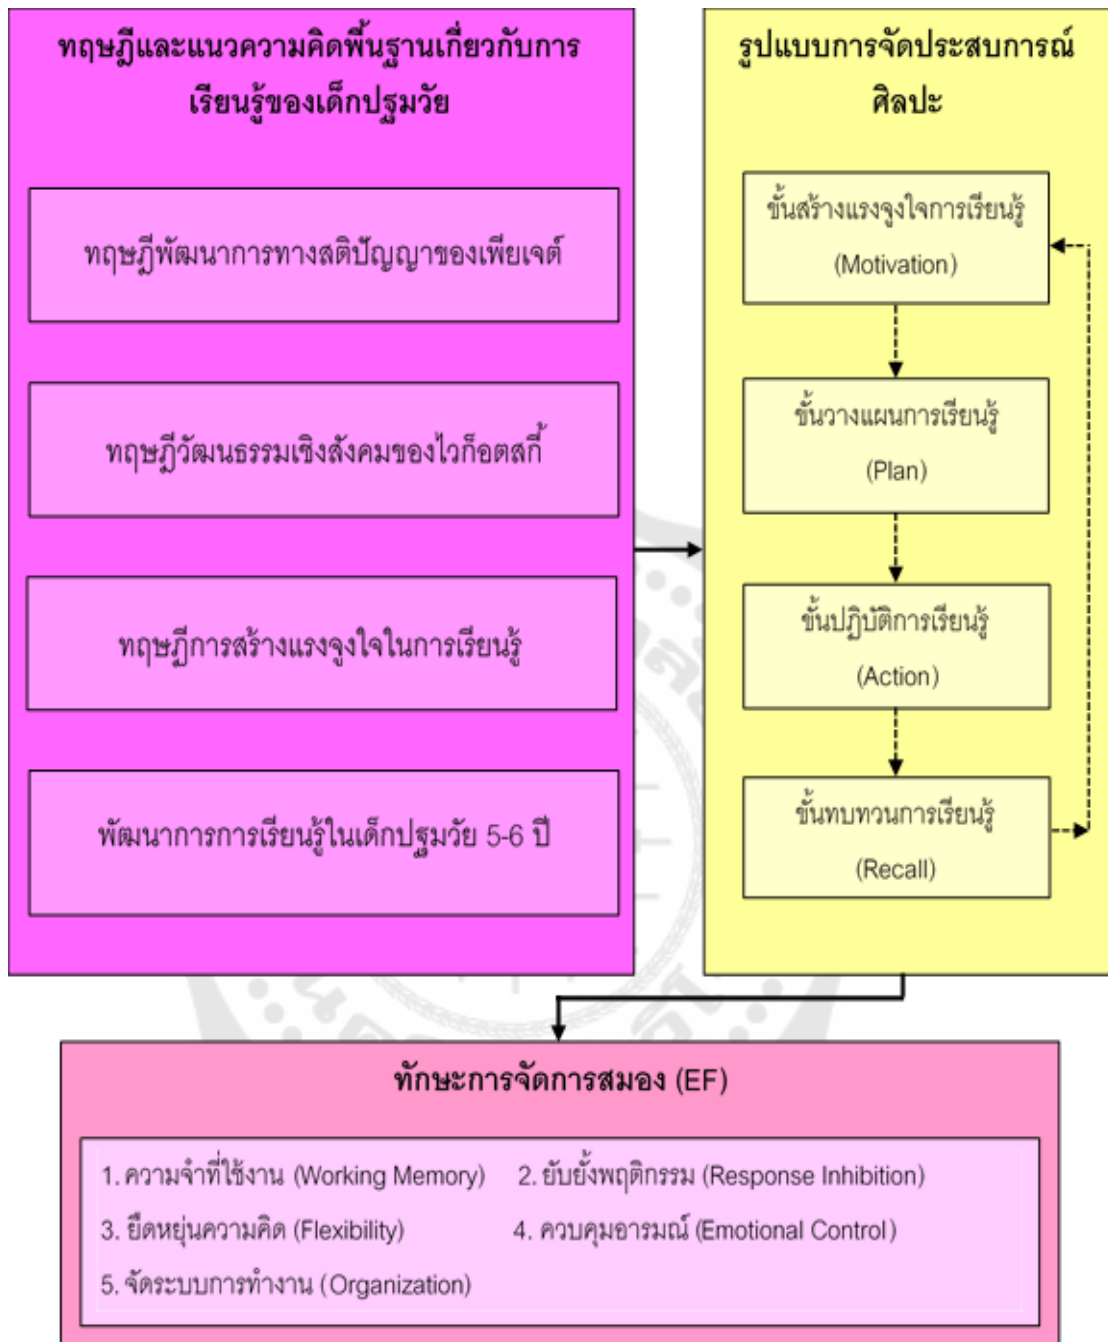 ทฤษฎีและแนวความคิดพื้นฐานเกี่ยวกับการ
เรียนรู้ของเด็กปฐมวัย
ทฤษฎีพัฒนาการทางสติปัญญาของเพียเจต์
ทฤษฎีวัฒนธรรมเชิงสังคมของไวก็อตสกี้
ทฤษฎีการสร้างแรงจูงใจในการเรียนรู้
พัฒนาการการเรียนรู้ในเด็กปฐมวัย 5-6 ปี
รูปแบบการจัดประสบการณ์
ศิลปะ
ขั้นสร้างแรงจูงใจการเรียนรู้
(Motivation)
ขั้นวางแผนการเรียนรู้
(Plan)
ขั้นปฏิบัติการเรียนรู้
(Action)
ขั้นทบทวนการเรียนรู้
(Recall)
ทักษะการจัดการสมอง (EF)
1. ความจำที่ใช้งาน (Working Memory) 2. ยับยั้งพฤติกรรม (Response Inhibition)
3. ยืดหยุ่นความคิด (Flexibility) 4. ควบคุมอารมณ์ (Emotional Control)
5. จัดระบบการทำงาน (Organization)